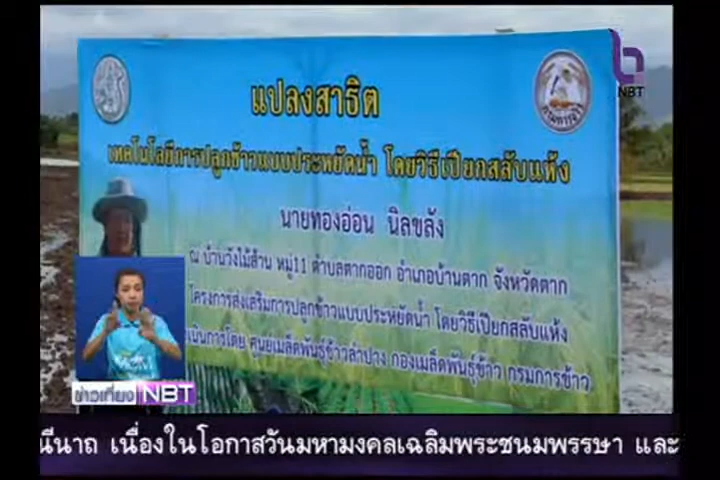 NBT
แปลงสาธิต
เทคโนโลยีการปลูกข้าวแบบประหยัดน้ำ โดยวิธีเปียกสลับแห้ง
นายทองอ่อน นิลขลัง
ณ บ้านวังไม้ส้าน หมู่11 ตำบลตากออก อำเภอบ้านตาก จังหวัดตาก
โครงการส่งเสริมการปลูกข้าวแบบประหยัดน้ำ โดยวิธีเปียกสลับแห้ง
เนินการโดย ศูนย์เมล็ดพันธุ์ข้าวลำปาง กองเมล็ดพันธุ์ข้าว กรมการข้าว
ข่าวเที่ยง NBT
นีนาถ เนื่องในโอกาสวันมหามงคลเฉลิมพระชนมพรรษา และ